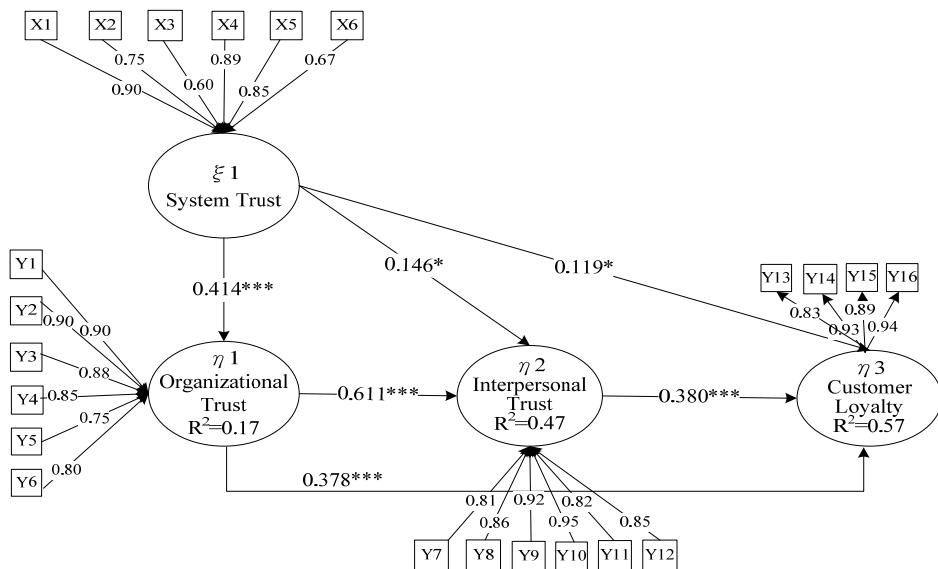 X1 X2 X3 X4 X5 X6
0.90 0.75 0.60 0.89 0.85 0.67
ξ 1
System Trust
0.414***
0.146*
0.119*
Y1
Y2
Y3
Y4
Y5
Y6
0.90
0.90
0.88
0.85
0.75
0.80
η 1
Organizational
Trust
R²=0.17
0.611***
η 2
Interpersonal
Trust
R²=0.47
0.380***
Y13 Y14 Y15 Y16
0.83 0.93 0.89 0.94
η 3
Customer
Loyalty
R²=0.57
0.378***
0.81 0.86 0.92 0.95 0.82 0.85
Y7 Y8 Y9 Y10 Y11 Y12